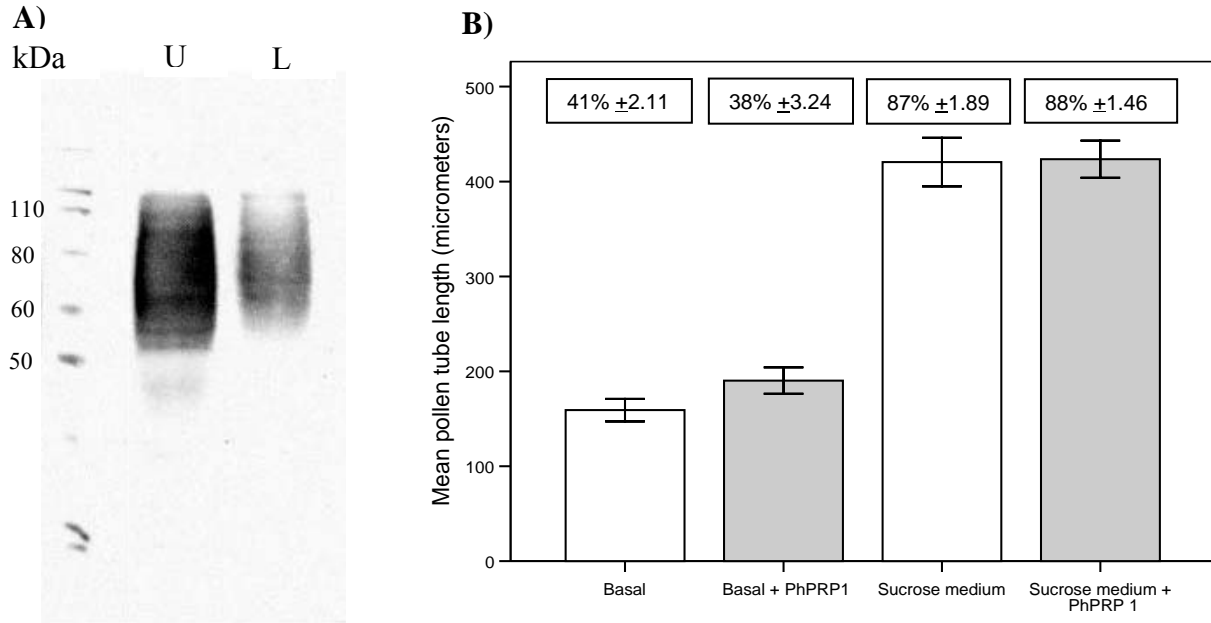 A)
kDa U L
110
80
60
50
B)
Mean pollen tube length (micrometers)
500
400
300
200
100
0
41% ±2.11
38% ±3.24
87% ±1.89
88% ±1.46
Basal
Basal + PhPRP1
Sucrose medium
Sucrose medium +
PhPRP 1